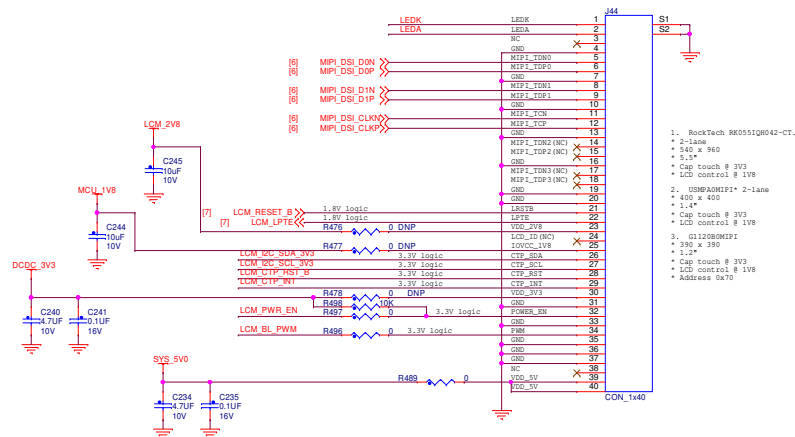 J44
LEDK LEDK 1 S1
LEDA LEDA 2 S2
NC 3
GND 4
[6] MIPI_DSI_D0N MIPI_TDN0 5
[6] MIPI_DSI_D0P MIPI_TDP0 6
GND 7
[6] MIPI_DSI_D1N MIPI_TDN1 8
[6] MIPI_DSI_D1P MIPI_TDP1 9
GND 10
[6] MIPI_DSI_CLKN MIPI_TCN 11
[6] MIPI_DSI_CLKP MIPI_TCP 12
GND 13
MIPI_TDN2(NC) 14
MIPI_TDP2(NC) 15
GND 16
MIPI_TDN3(NC) 17
MIPI_TDP3(NC) 18
GND 19
GND 20
[7] LCM_RESET_B 1.8V logic LRSTB 21
[7] LCM_LPTE 1.8V logic LPTE 22
R476 0 DNP VDD_2V8 23
LCD_ID(NC) 24
R477 0 DNP IOVCC_1V8 25
LCM_I2C_SDA_3V3 3.3V logic CTP_SDA 26
LCM_I2C_SCL_3V3 3.3V logic CTP_SCL 27
LCM_CTP_RST_B 3.3V logic CTP_RST 28
LCM_CTP_INT 3.3V logic CTP_INT 29
R478 0 DNP VDD_3V3 30
R498 10K GND 31
LCM_PWR_EN R497 0 3.3V logic POWER_EN 32
GND 33
LCM_BL_PWM R496 0 3.3V logic PWM 34
GND 35
GND 36
GND 37
NC 38
R489 0 VDD_5V 39
VDD_5V 40
CON_1x40
LCM_2V8
C245
10uF
10V
MCU_1V8
C244
10uF
10V
DCDC_3V3
C240
4.7UF
10V
C241
0.1UF
16V
SYS_5V0
C234
4.7UF
10V
C235
0.1UF
16V
1. RockTech RK055IQH042-CT.
* 2-lane
* 540 x 960
* 5.5"
* Cap touch @ 3V3
* LCD control @ 1V8
2. USMPA0MIPI* 2-lane
* 400 x 400
* 1.4"
* Cap touch @ 3V3
* LCD control @ 1V8
3. G1120B0MIPI
* 390 x 390
* 1.2"
* Cap touch @ 3V3
* LCD control @ 1V8
* Address 0x70